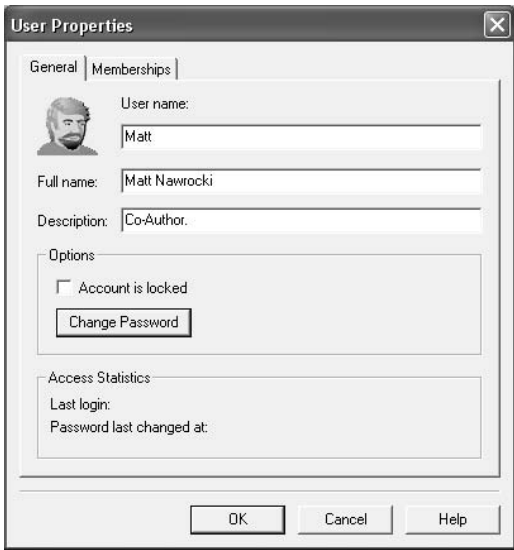 User Properties
General Memberships
User name:
Matt
Full name: Matt Nawrocki
Description: Co-Author.
Options
Account is locked
Change Password
Access Statistics
Last login:
Password last changed at:
OK Cancel Help